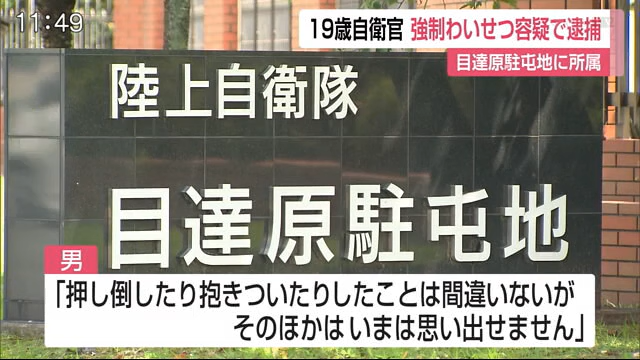 11:49
19歳自衛官 強制わいせつ容疑で逮捕
目達原駐屯地に所属
陸上自衛隊
目達原駐屯地
男
「押し倒したり抱きついたりしたことは間違いないが
そのほかはいまは思い出せません」